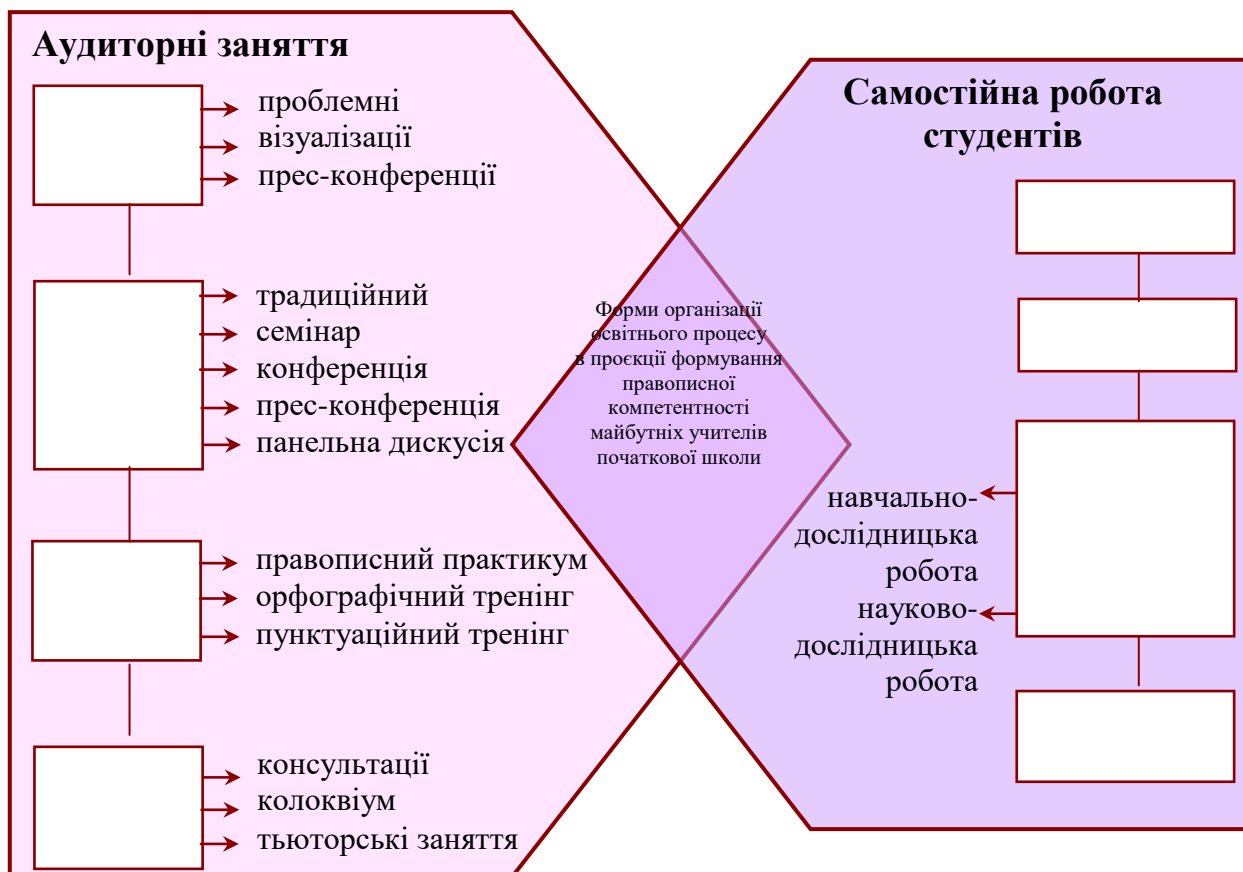 Аудиторні заняття
проблемні
візуалізації
прес-конференції
традиційний
семінар
конференція
прес-конференція
панельна дискусія
правописний практикум
орфографічний тренінг
пунктуаційний тренінг
консультації
колоквіум
тьюторські заняття
Форми організації
освітнього процесу
в проєкції формування
правописної
компетентності
майбутніх учителів
початкової школи
Самостійна робота
студентів
навчально-
дослідницька
робота
науково-
дослідницька
робота